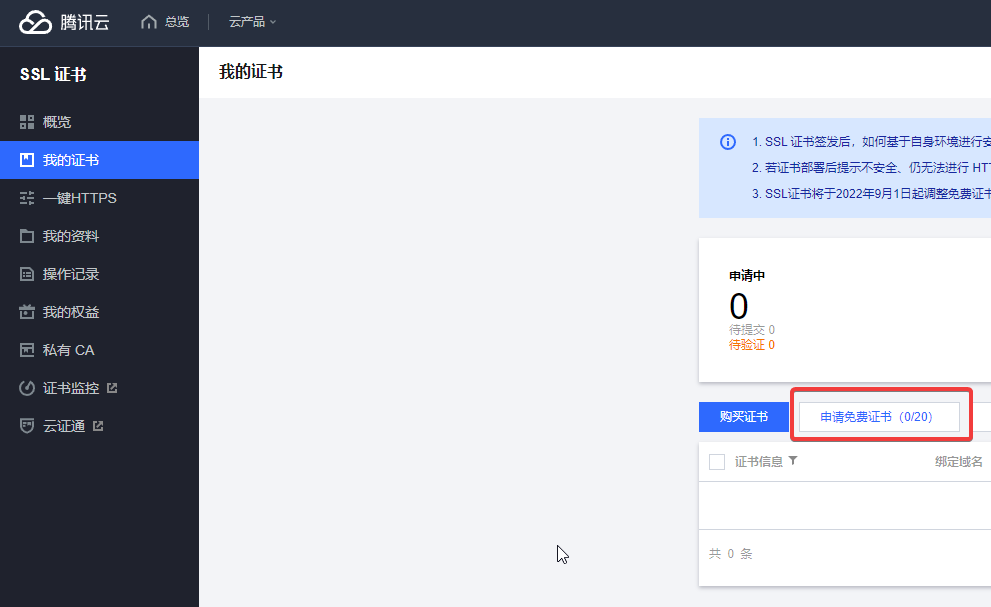 腾讯云 总览 云产品
SSL 证书
我的证书
概览
我的证书
一键HTTPS
我的资料
操作记录
我的权益
私有 CA
证书监控
云证通
1. SSL 证书签发后，如何基于自身环境进行安
2. 若证书部署后提示不安全、仍无法进行 HT
3. SSL证书将于2022年9月1日起调整免费证书
申请中
0
待提交 0
待验证 0
购买证书 申请免费证书（0/20）
证书信息 绑定域名
共 0 条